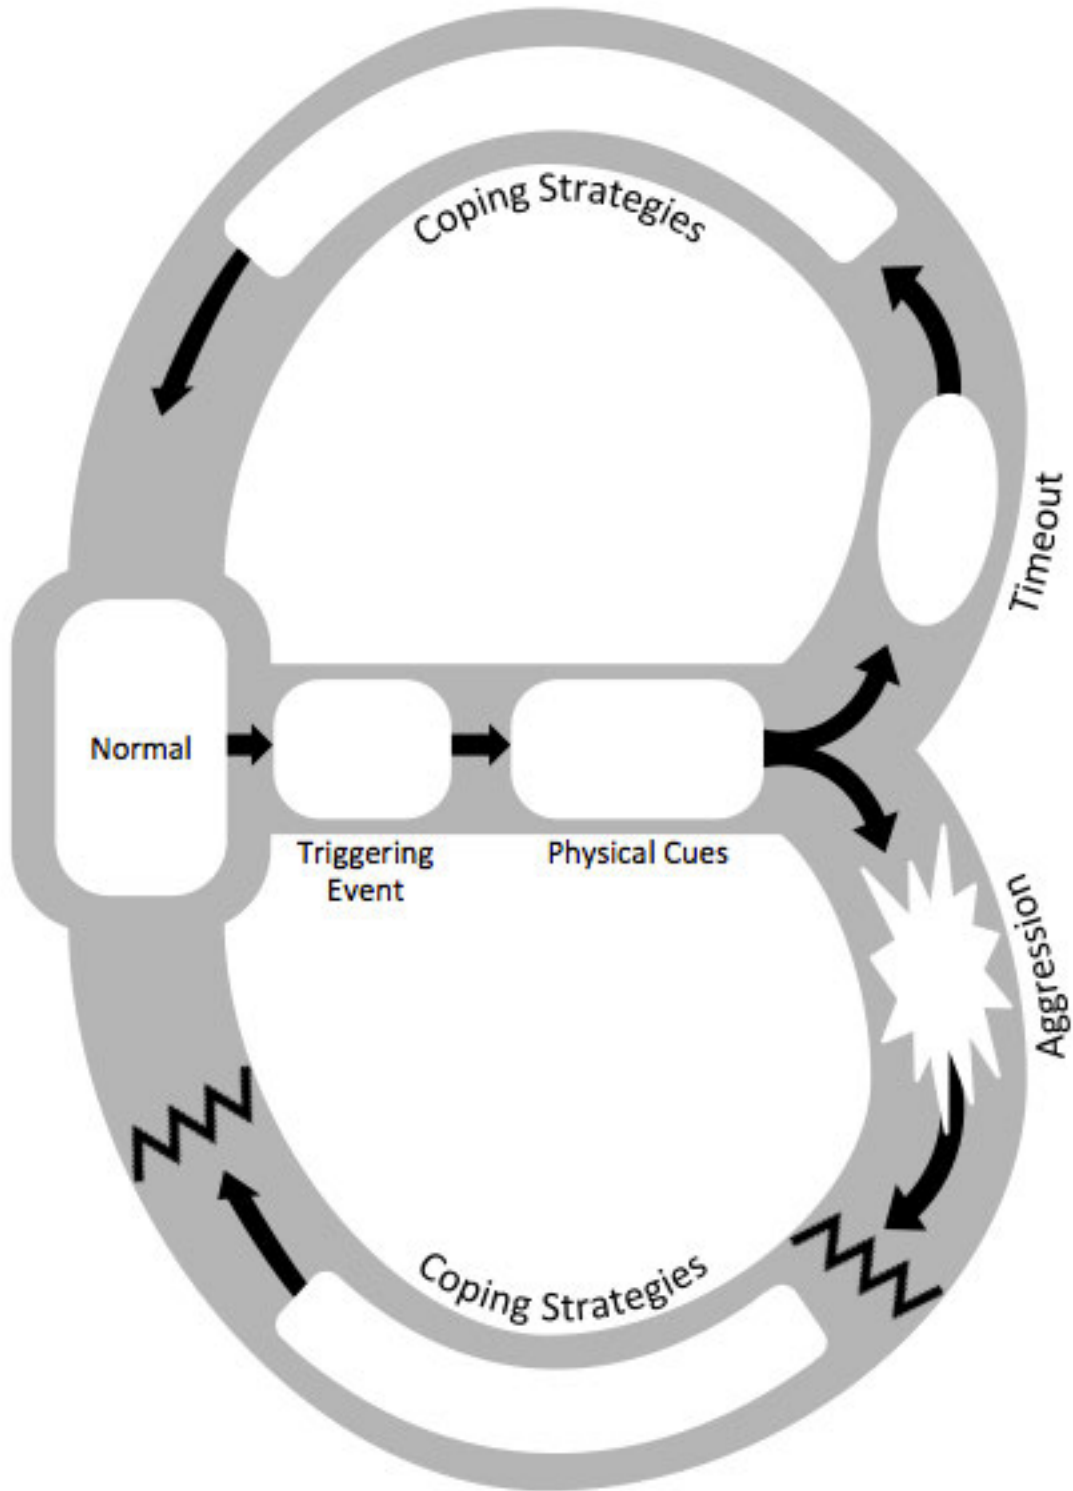 Coping Strategies
Timeout
Normal
Triggering
Event
Physical Cues
Aggression
Coping Strategies